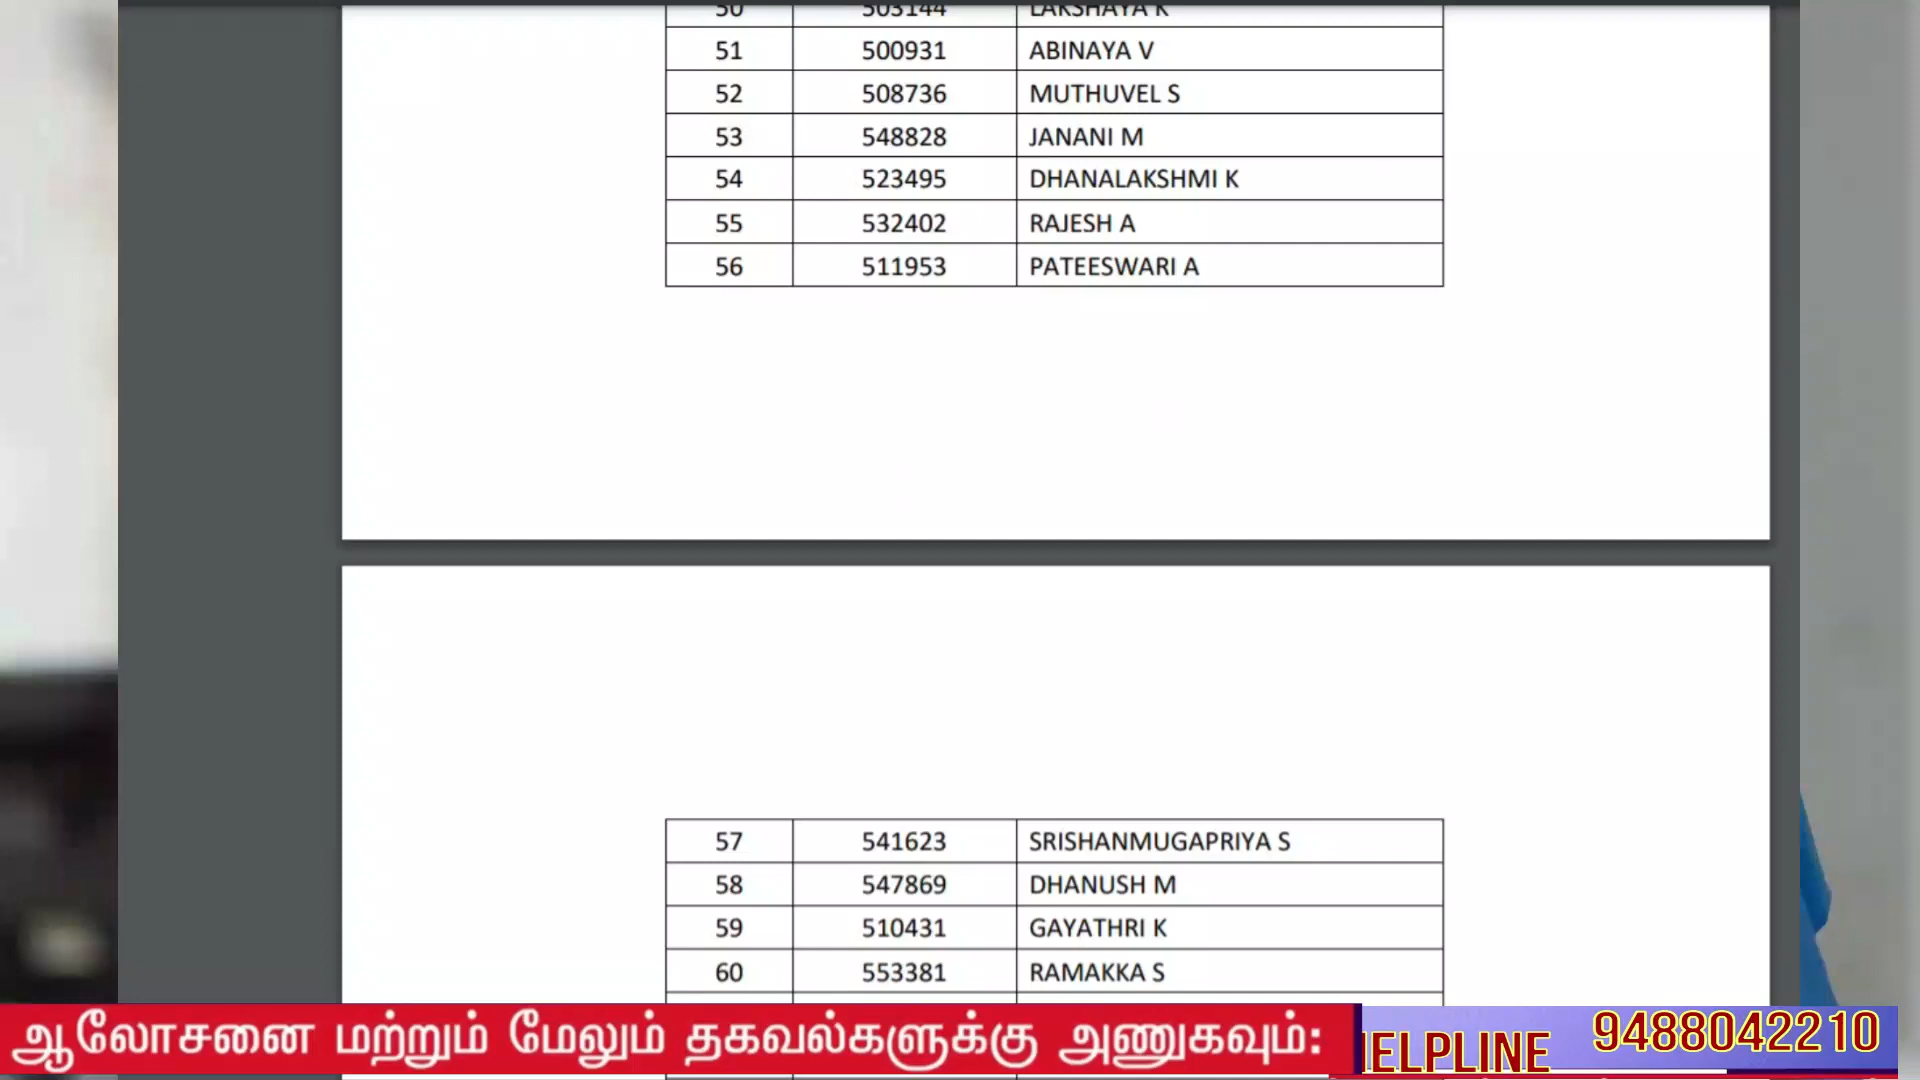 50 503144 LAKSHAYA K
51 500931 ABINAYA V
52 508736 MUTHUVEL S
53 548828 JANANI M
54 523495 DHANALAKSHMI K
55 532402 RAJESH A
56 511953 PATEESWARI A
57 541623 SRISHANMUGAPRIYA S
58 547869 DHANUSH M
59 510431 GAYATHRI K
60 553381 RAMAKKA S
ஆலோசனை மற்றும் மேலும் தகவல்களுக்கு அணுகவும்:
ELPLINE 9488042210